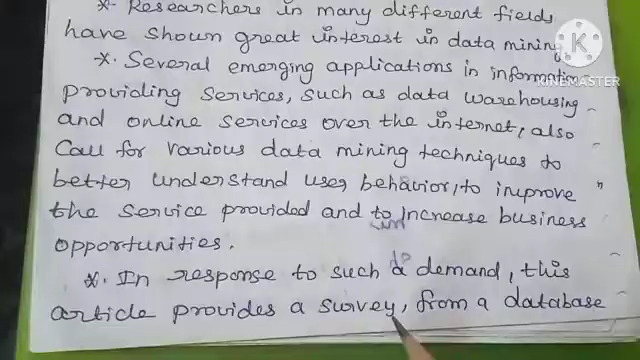 *. Researchers in many different fields
have shown great interest in data mining
*. Several emerging applications in informatio
KINEMASTER
providing services, such as data warehousing
and online services over the internet, also
Call for various data mining techniques to
better understand user behavior, to improve
the service provided and to increase business
opportunities.
*. In response to such a demand, this
article provides a survey, from a database